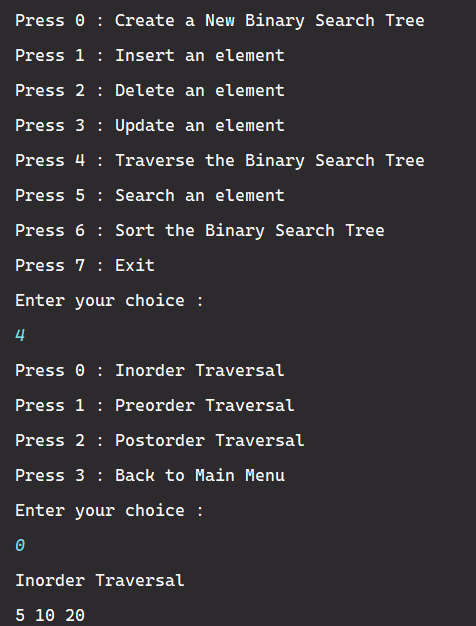 Press 0 : Create a New Binary Search Tree
Press 1 : Insert an element
Press 2 : Delete an element
Press 3 : Update an element
Press 4 : Traverse the Binary Search Tree
Press 5 : Search an element
Press 6 : Sort the Binary Search Tree
Press 7 : Exit
Enter your choice :
4
Press 0 : Inorder Traversal
Press 1 : Preorder Traversal
Press 2 : Postorder Traversal
Press 3 : Back to Main Menu
Enter your choice :
0
Inorder Traversal
5 10 20